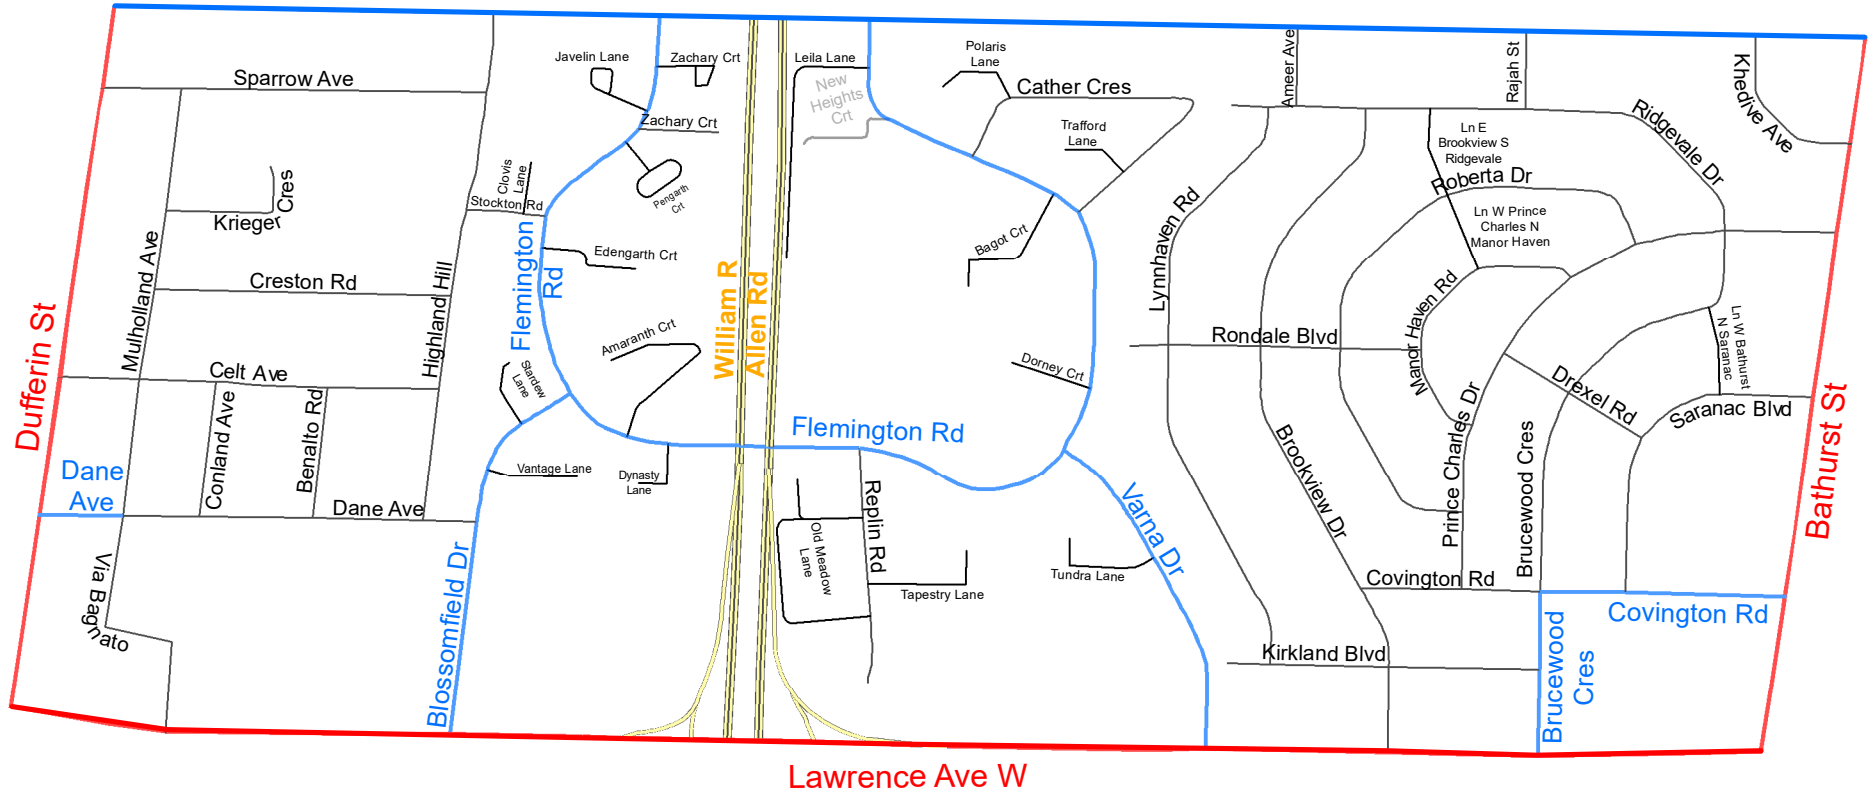 Javelin Lane
Zachary Crt
Leila Lane
Polaris
Lane
Ameer Ave
Rajah St
Khedive Ave
Sparrow Ave
New
Heights
Crt
Cather Cres
Zachary Crt
Trafford
Lane
Ln E
Brookview S
Ridgevale
Ridgevale Dr
Clovis
Lane
Stockton Rd
Pengarth
Crt
Roberta Dr
Krieger
Cres
Ln W Prince
Charles N
Manor Haven
Mulholland Ave
Flemington
Rd
Edengarth Crt
Bagot Crt
Lynnhaven Rd
Creston Rd
Highland Hill
William R
Allen Rd
Dufferin St
Manor Haven Rd
Rondale Blvd
Ln W Bathurst
N Saranac
Amaranth Crt
Celt Ave
Stardew
Lane
Dorney Crt
Drexel Rd
Saranac Blvd
Bathurst St
Conland Ave
Benalto Rd
Flemington Rd
Prince Charles Dr
Brucewood Cres
Brookview Dr
Dane
Ave
Vantage Lane
Dynasty
Lane
Replin Rd
Varna Dr
Dane Ave
Old Meadow
Lane
Via Bagnato
Blossomfield Dr
Tapestry Lane
Tundra Lane
Covington Rd
Covington Rd
Kirkland Blvd
Brucewood
Cres
Lawrence Ave W